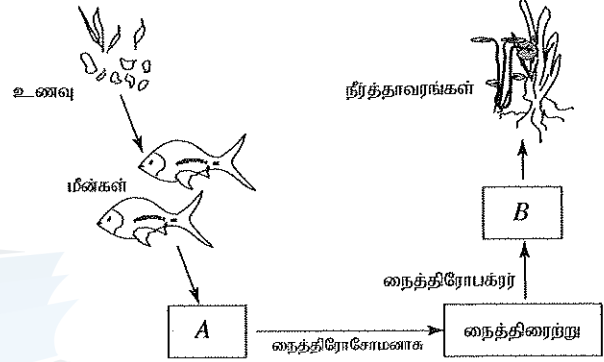 உணவு
நீர்த்தாவரங்கள்
மீன்கள்
B
நைத்திரோபக்ரர்
A
நைத்திரோசோமனாசு
நைத்திரைற்று